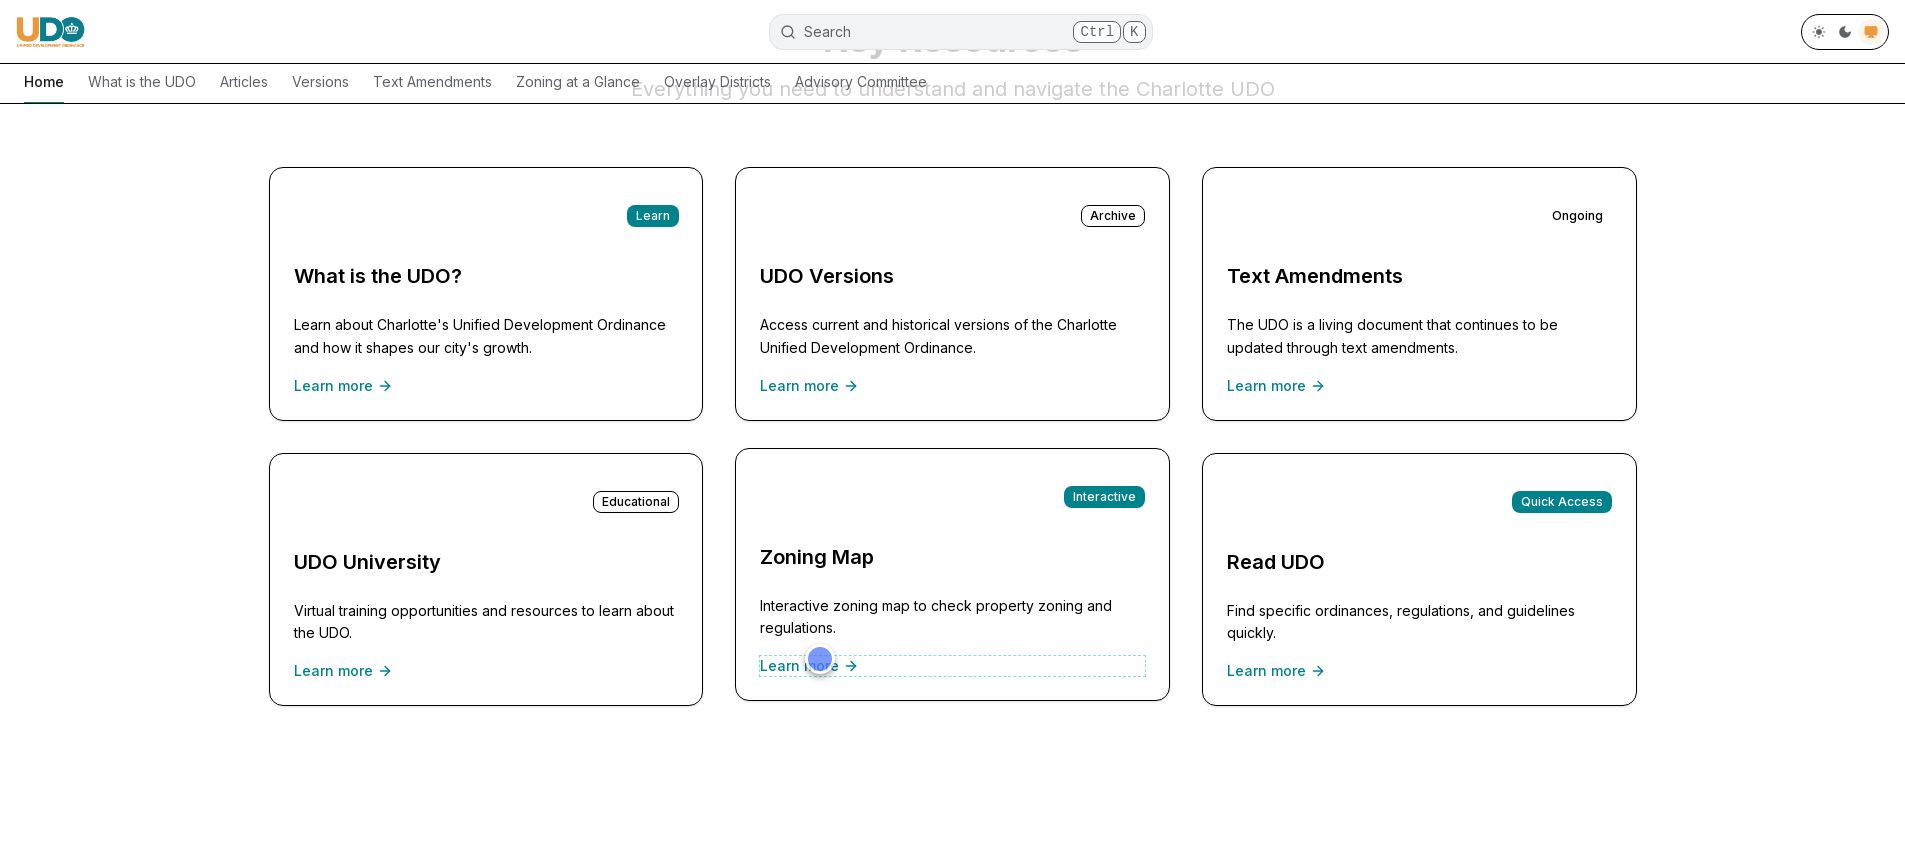 UDO
UNIFIED DEVELOPMENT ORDINANCE
Search
Ctrl K
Key Resources
Home What is the UDO Articles Versions Text Amendments Zoning at a Glance Overlay Districts Advisory Committee
Everything you need to understand and navigate the Charlotte UDO
Learn
What is the UDO?
Learn about Charlotte's Unified Development Ordinance
and how it shapes our city's growth.
Learn more
Archive
UDO Versions
Access current and historical versions of the Charlotte
Unified Development Ordinance.
Learn more
Ongoing
Text Amendments
The UDO is a living document that continues to be
updated through text amendments.
Learn more
Educational
UDO University
Virtual training opportunities and resources to learn about
the UDO.
Learn more
Interactive
Zoning Map
Interactive zoning map to check property zoning and
regulations.
Learn more
Quick Access
Read UDO
Find specific ordinances, regulations, and guidelines
quickly.
Learn more